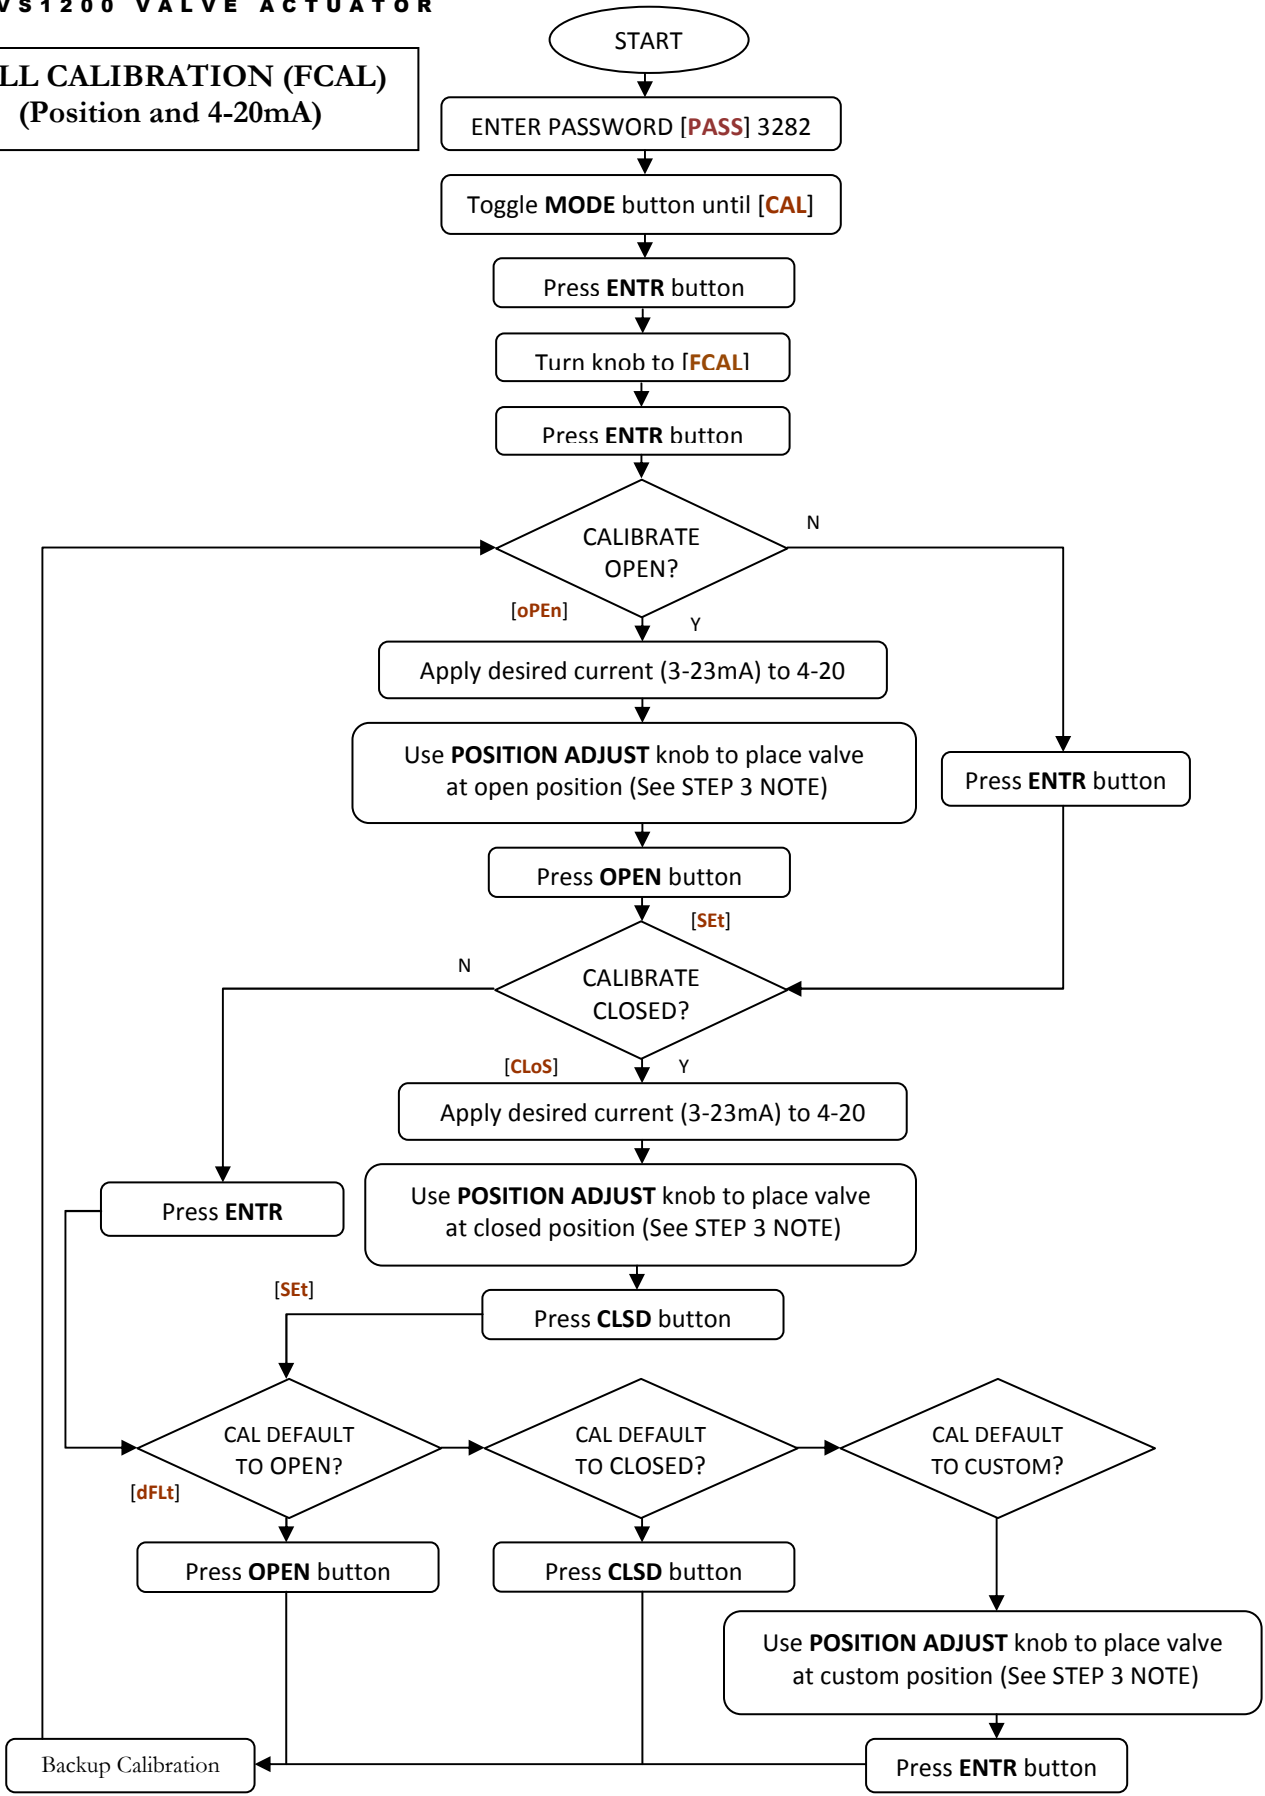 VS1200 VALVE ACTUATOR
START
LL CALIBRATION (FCAL)
(Position and 4-20mA)
ENTER PASSWORD [PASS] 3282
Toggle MODE button until [CAL]
Press ENTR button
Turn knob to [FCAL]
Press ENTR button
N
CALIBRATE
OPEN?
[oPEn]
Y
Apply desired current (3-23mA) to 4-20
Use POSITION ADJUST knob to place valve
at open position (See STEP 3 NOTE)
Press ENTR button
Press OPEN button
[SEt]
N
CALIBRATE
CLOSED?
[CLoS]
Y
Apply desired current (3-23mA) to 4-20
Use POSITION ADJUST knob to place valve
at closed position (See STEP 3 NOTE)
Press ENTR
[SEt]
Press CLSD button
CAL DEFAULT
TO OPEN?
CAL DEFAULT
TO CLOSED?
CAL DEFAULT
TO CUSTOM?
[dFLt]
Press OPEN button
Press CLSD button
Use POSITION ADJUST knob to place valve
at custom position (See STEP 3 NOTE)
Backup Calibration
Press ENTR button